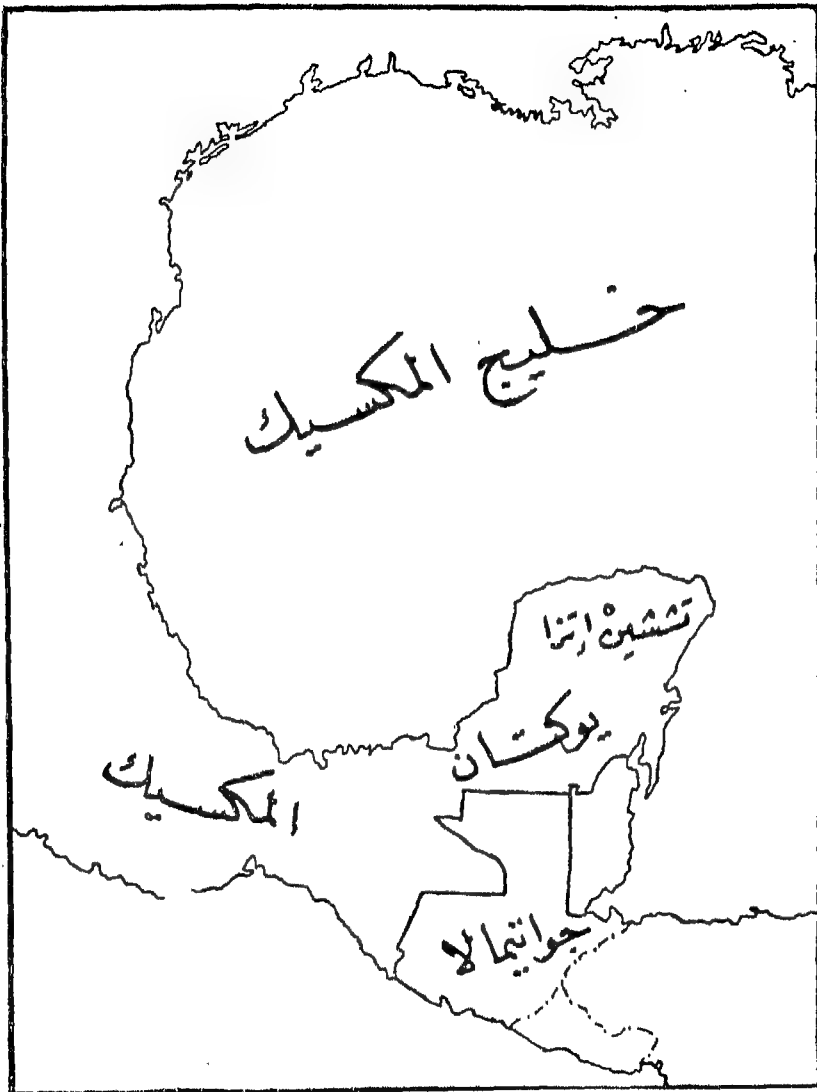 خليج المكسيك
تششينْ إتزا
يوكتان
المكسيك
جواتيمالا